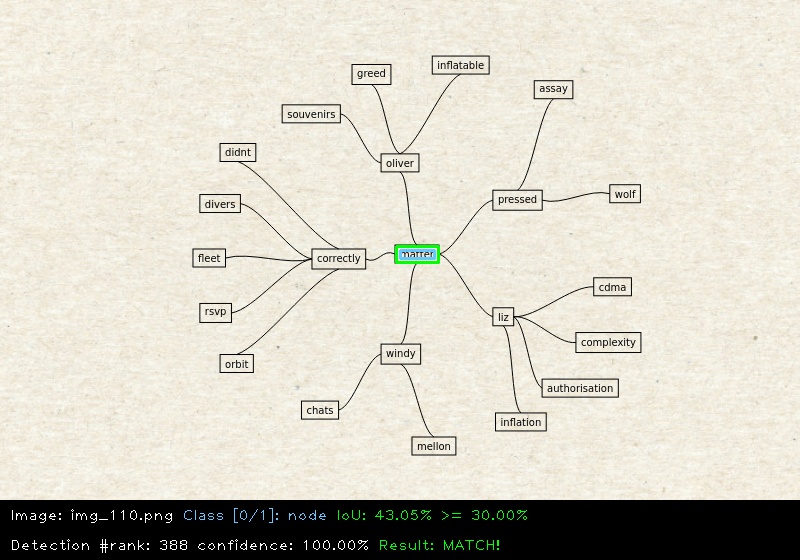 inflatable
greed
assay
souvenirs
didnt
oliver
wolf
pressed
divers
matter
fleet
correctly
cdma
rsvp
liz
complexity
windy
orbit
authorisation
chats
inflation
mellon
Image: img_110.png Class [0/1]: node IoU: 43.05% >= 30.00%
Detection #rank: 388 confidence: 100.00% Result: MATCH!